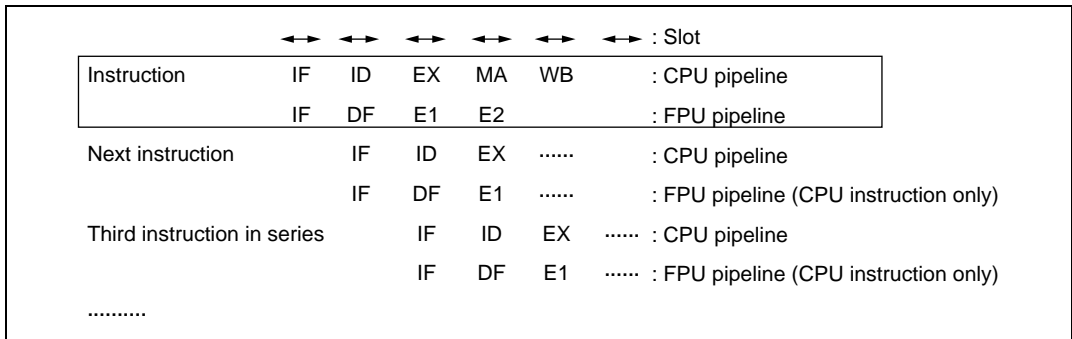 : Slot
Instruction IF ID EX MA WB : CPU pipeline
IF DF E1 E2 : FPU pipeline
Next instruction IF ID EX ...... : CPU pipeline
IF DF E1 ...... : FPU pipeline (CPU instruction only)
Third instruction in series IF ID EX ...... : CPU pipeline
IF DF E1 ...... : FPU pipeline (CPU instruction only)
..........